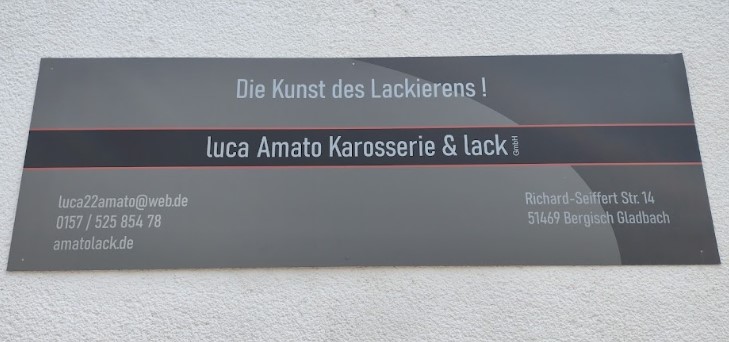 Die Kunst des Lackierens !
luca Amato Karosserie & lack GmbH
luca22amato@web.de
0157 / 525 854 78
amatolack.de
Richard-Seiffert Str. 14
51469 Bergisch Gladbach